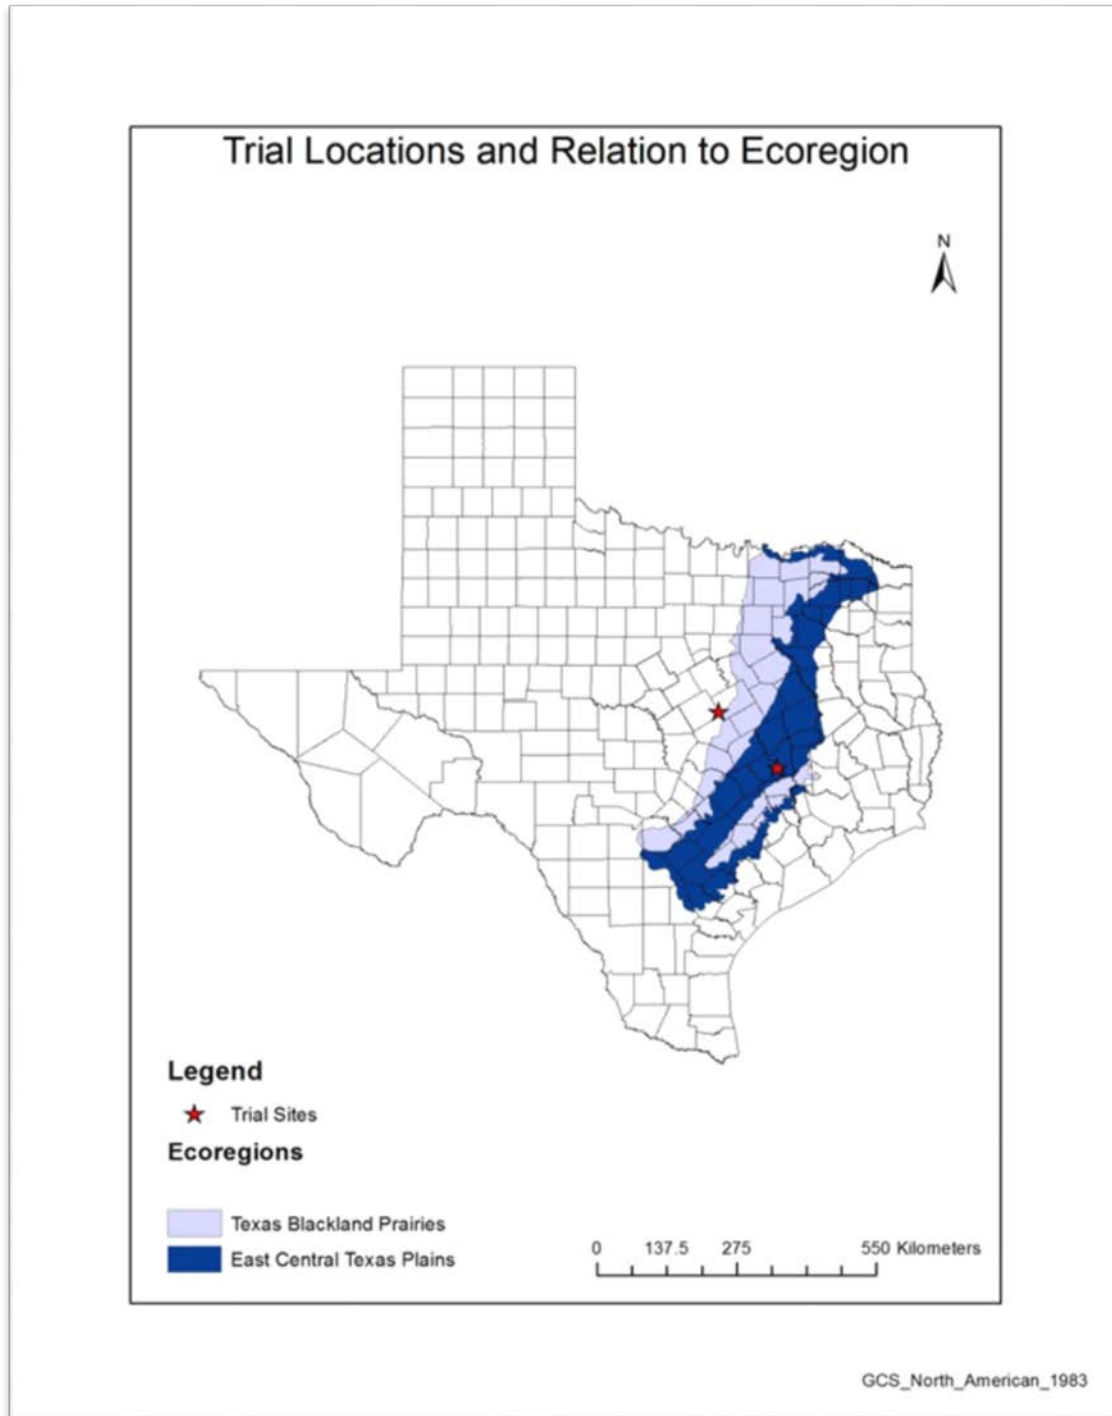 Trial Locations and Relation to Ecoregion
N
Legend
Trial Sites
Ecoregions
Texas Blackland Prairies
East Central Texas Plains
0 137.5 275 550 Kilometers
GCS_North_American_1983